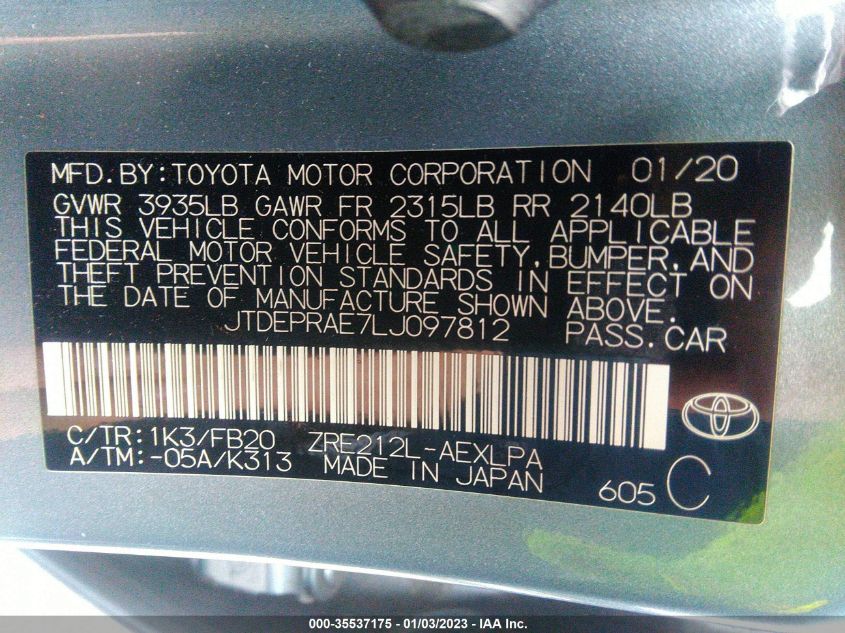 MFD. BY: TOYOTA MOTOR CORPORATION 01/20
GVWR 3935LB GAWR FR 2315LB RR 2140LB
THIS VEHICLE CONFORMS TO ALL APPLICABLE
FEDERAL MOTOR VEHICLE SAFETY, BUMPER, AND
THEFT PREVENTION STANDARDS IN EFFECT ON
THE DATE OF MANUFACTURE SHOWN ABOVE.
JTDEPRAE7LJ097812 PASS. CAR
C/TR: 1K3/FB20 ZRE212L-AEXLPA
A/TM: -05A/K313 MADE IN JAPAN 605 C
000-35537175 - 01/03/2023 - IAA Inc.